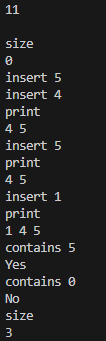 11
size
0
insert 5
insert 4
print
4 5
insert 5
print
4 5
insert 1
print
1 4 5
contains 5
Yes
contains 0
No
size
3